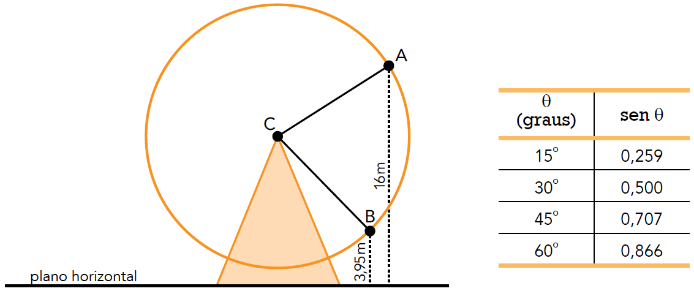 A
C
16m
B
3,95m
plano horizontal
θ (graus) sen θ
15° 0,259
30° 0,500
45° 0,707
60° 0,866